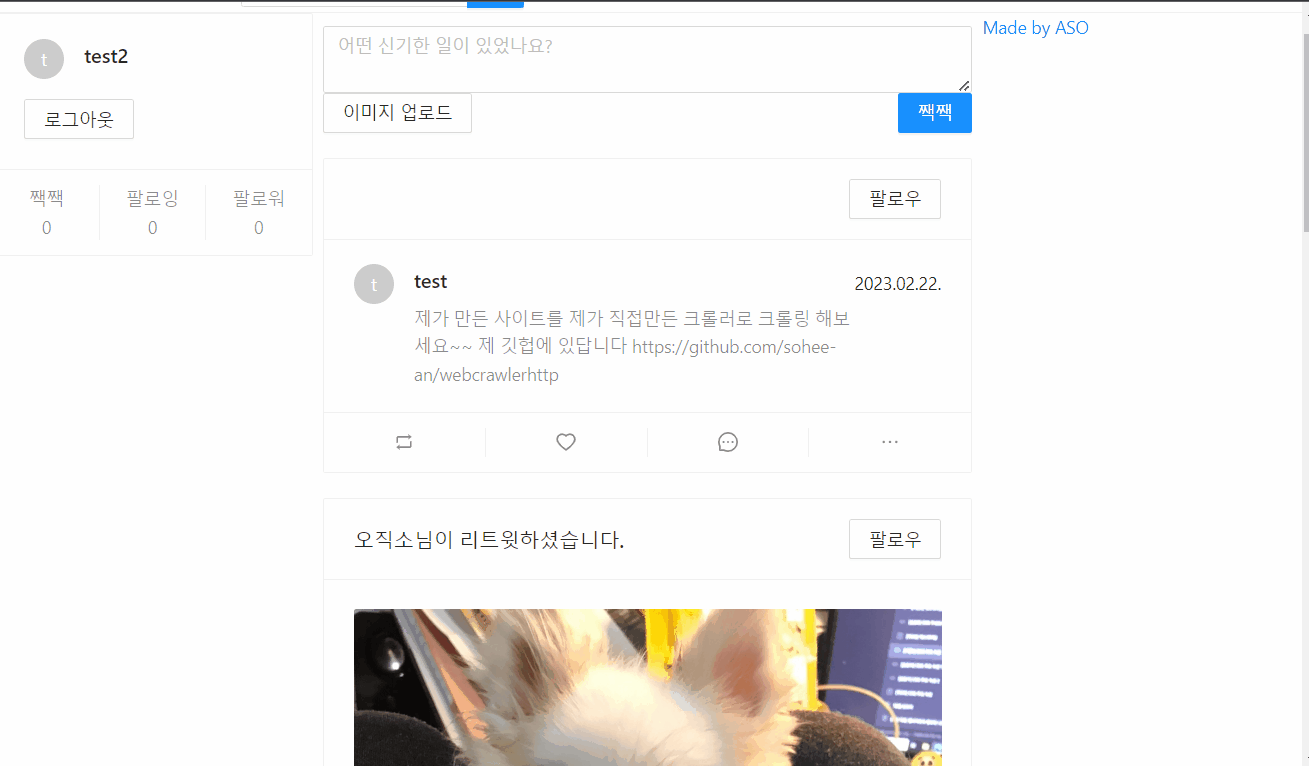 t
test2
로그아웃
짹짹 팔로잉 팔로워
0 0 0
어떤 신기한 일이 있었나요?
이미지 업로드 짹짹
Made by ASO
팔로우
t
test 2023.02.22.
제가 만든 사이트를 제가 직접만든 크롤러로 크롤링 해보
세요~~ 제 깃헙에 있답니다 https://github.com/sohee-
an/webcrawlerhttp
오직소님이 리트윗하셨습니다. 팔로우